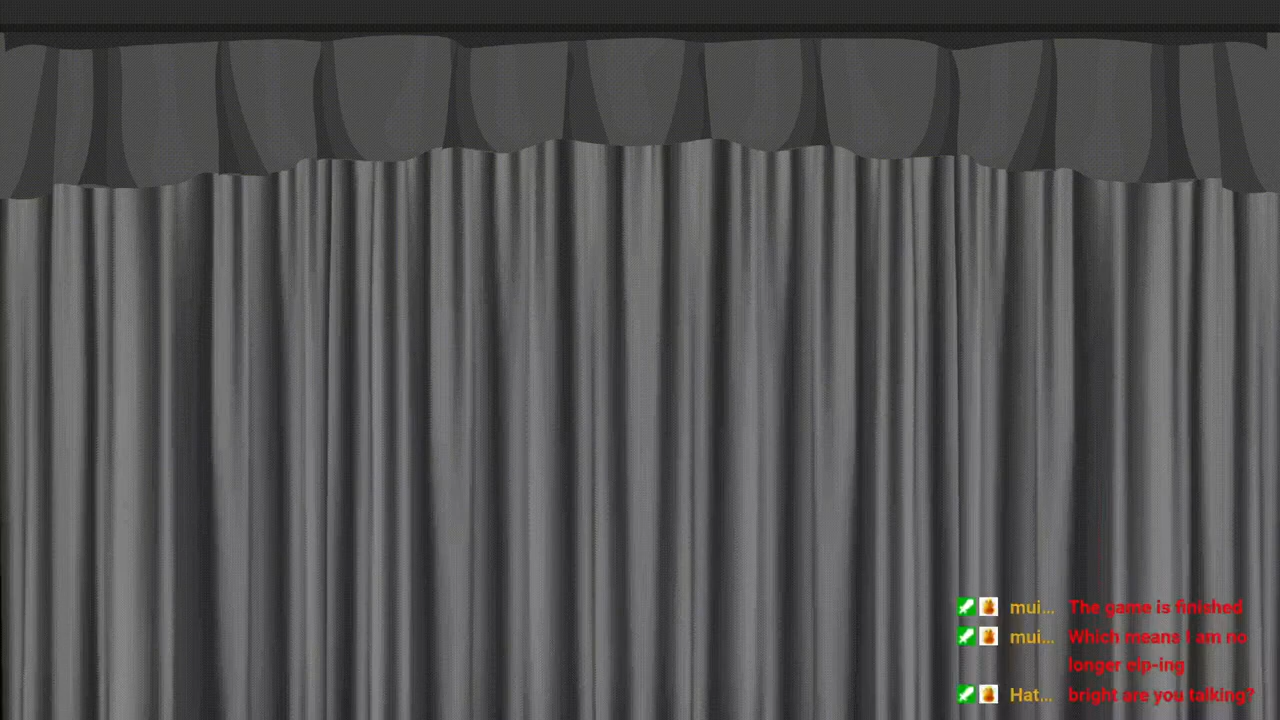 mui... The game is finished
mui... Which means I am no
longer elp-ing
Hat... bright are you talking?